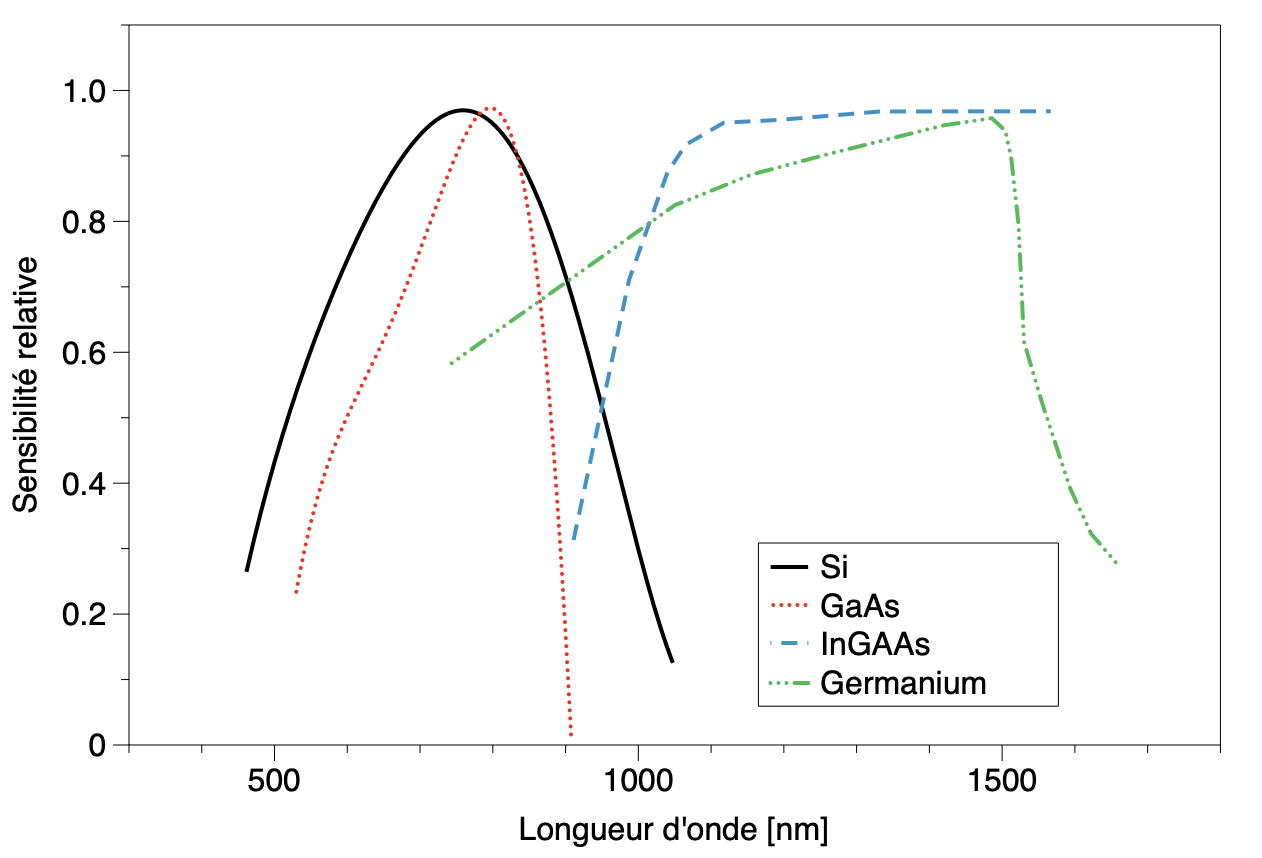 1.0
0.8
0.6
0.4
0.2
0
Sensibilité relative
500
1000
1500
Longueur d'onde [nm]
Si
GaAs
InGAAs
Germanium